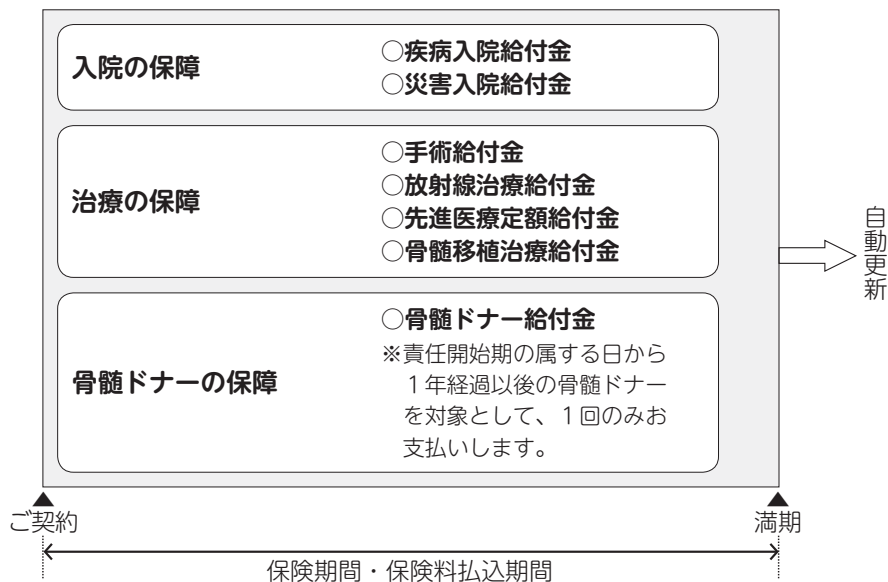 入院の保障
○疾病入院給付金
○災害入院給付金
治療の保障
○手術給付金
○放射線治療給付金
○先進医療定額給付金
○骨髄移植治療給付金
骨髄ドナーの保障
○骨髄ドナー給付金
※責任開始期の属する日から
1年経過以後の骨髄ドナー
を対象として、1回のみお
支払いします。
自動更新
ご契約
満期
保険期間・保険料払込期間